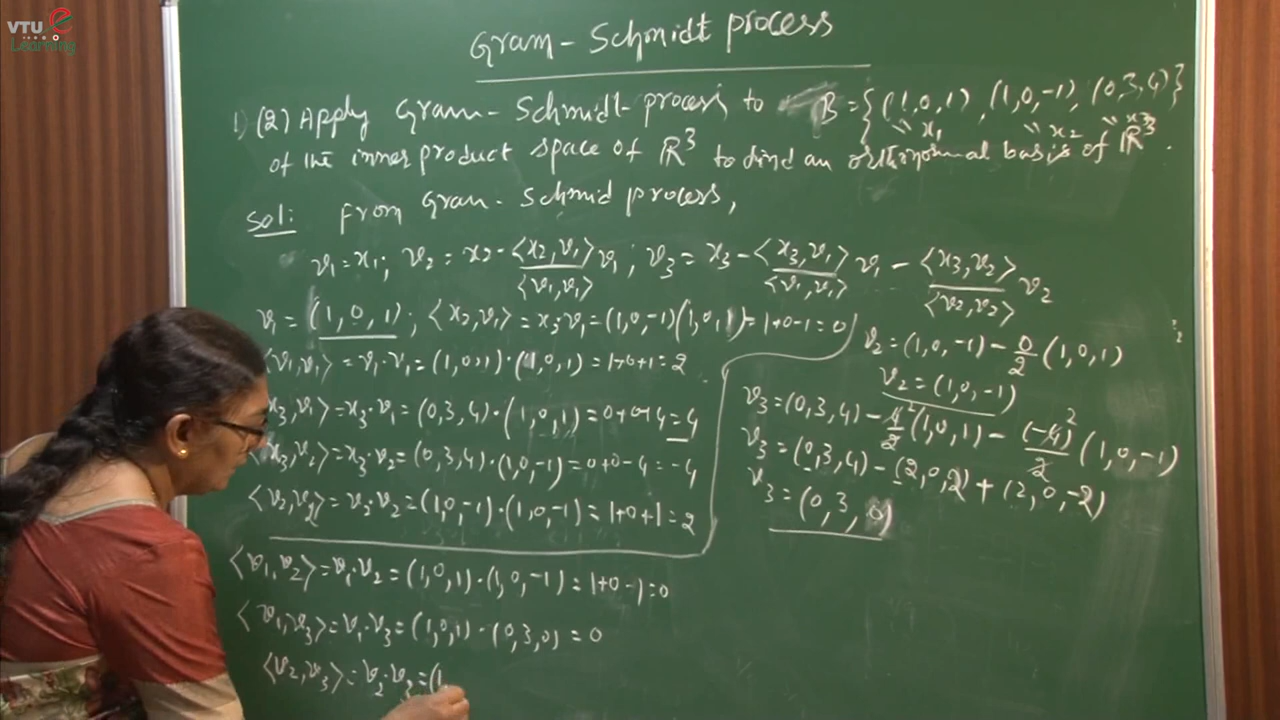 VTU e Learning
Gram - Schmidt process
1) (2) Apply Gram - Schmidt process to B = {(1,0,1), (1,0,-1), (0,3,4)}
" x1 " x2 " x3
of the inner product space of ℝ³ to find an orthonormal basis of ℝ³.
Sol: From Gram - Schmid process,
v1 = x1; v2 = x2 - <x2,v1>/<v1,v1> v1; v3 = x3 - <x3,v1>/<v1,v1> v1 - <x3,v2>/<v2,v2> v2
v1 = (1,0,1); <x2,v1> = x2·v1 = (1,0,-1)(1,0,1) = 1+0-1 = 0
<v1,v1> = v1·v1 = (1,0,1)·(1,0,1) = 1+0+1 = 2
x3,v1> = x3·v1 = (0,3,4)·(1,0,1) = 0+0+4 = 4
<x3,v2> = x3·v2 = (0,3,4)·(1,0,-1) = 0+0-4 = -4
<v2,v2> = v2·v2 = (1,0,-1)·(1,0,-1) = 1+0+1 = 2
v2 = (1,0,-1) - 0/2 (1,0,1)
v2 = (1,0,-1)
v3 = (0,3,4) - 4/2 2 (1,0,1) - (-4)/2 2 (1,0,-1)
v3 = (0,3,4) - (2,0,2) + (2,0,-2)
v3 = (0,3,0)
<v1,v2> = v1·v2 = (1,0,1)·(1,0,-1) = 1+0-1 = 0
<v1,v3> = v1·v3 = (1,0,1)·(0,3,0) = 0
<v2,v3> = v2·v3 = (1